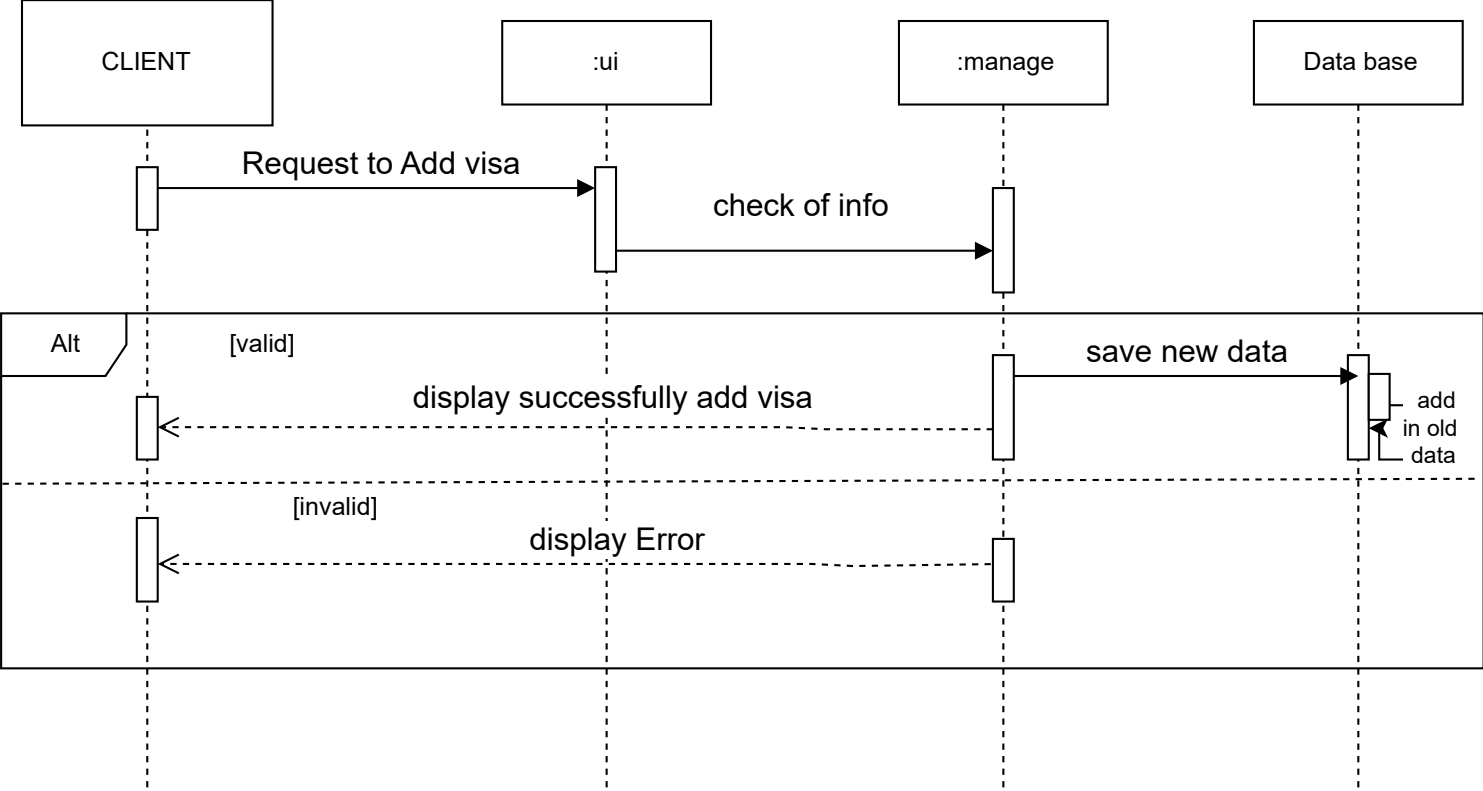 CLIENT
:ui
:manage
Data base
Request to Add visa
check of info
Alt
[valid]
save new data
display successfully add visa
add
in old
data
[invalid]
display Error